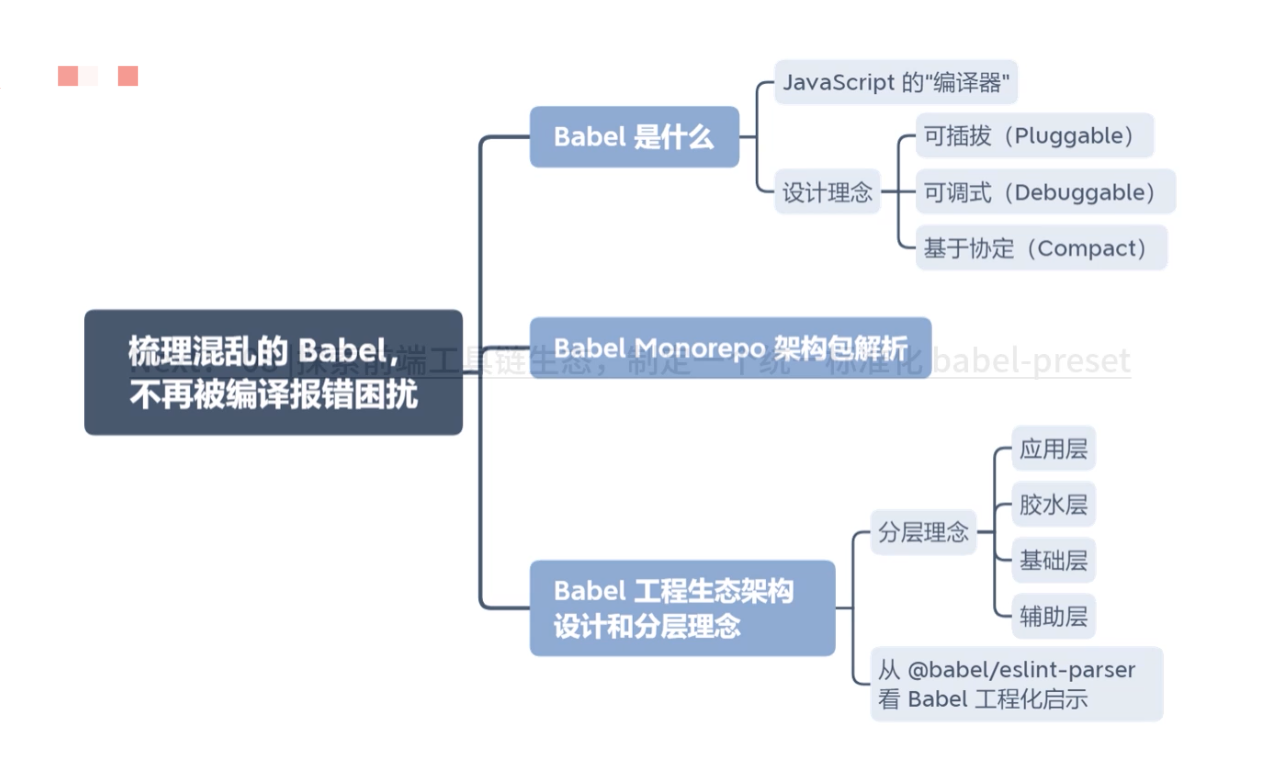 Babel 是什么
JavaScript 的“编译器”
设计理念
可插拔（Pluggable）
可调式（Debuggable）
基于协定（Compact）
梳理混乱的 Babel，
不再被编译报错困扰
Babel Monorepo 架构包解析
探索前端工具链生态，制定一个统一标准化 babel-preset
Babel 工程生态架构
设计和分层理念
分层理念
应用层
胶水层
基础层
辅助层
从 @babel/eslint-parser
看 Babel 工程化启示